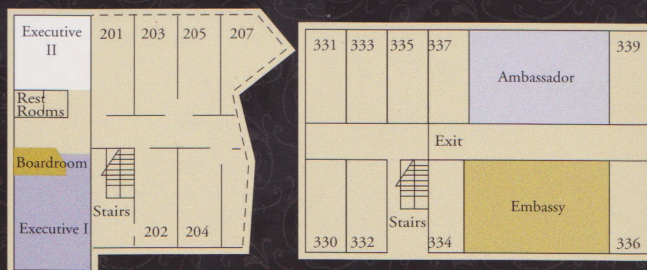 Executive
II
201
203
205
207
Rest
Rooms
Boardroom
Executive I
Stairs
202
204
331
333
335
337
Ambassador
339
Exit
330
332
Stairs
334
Embassy
336